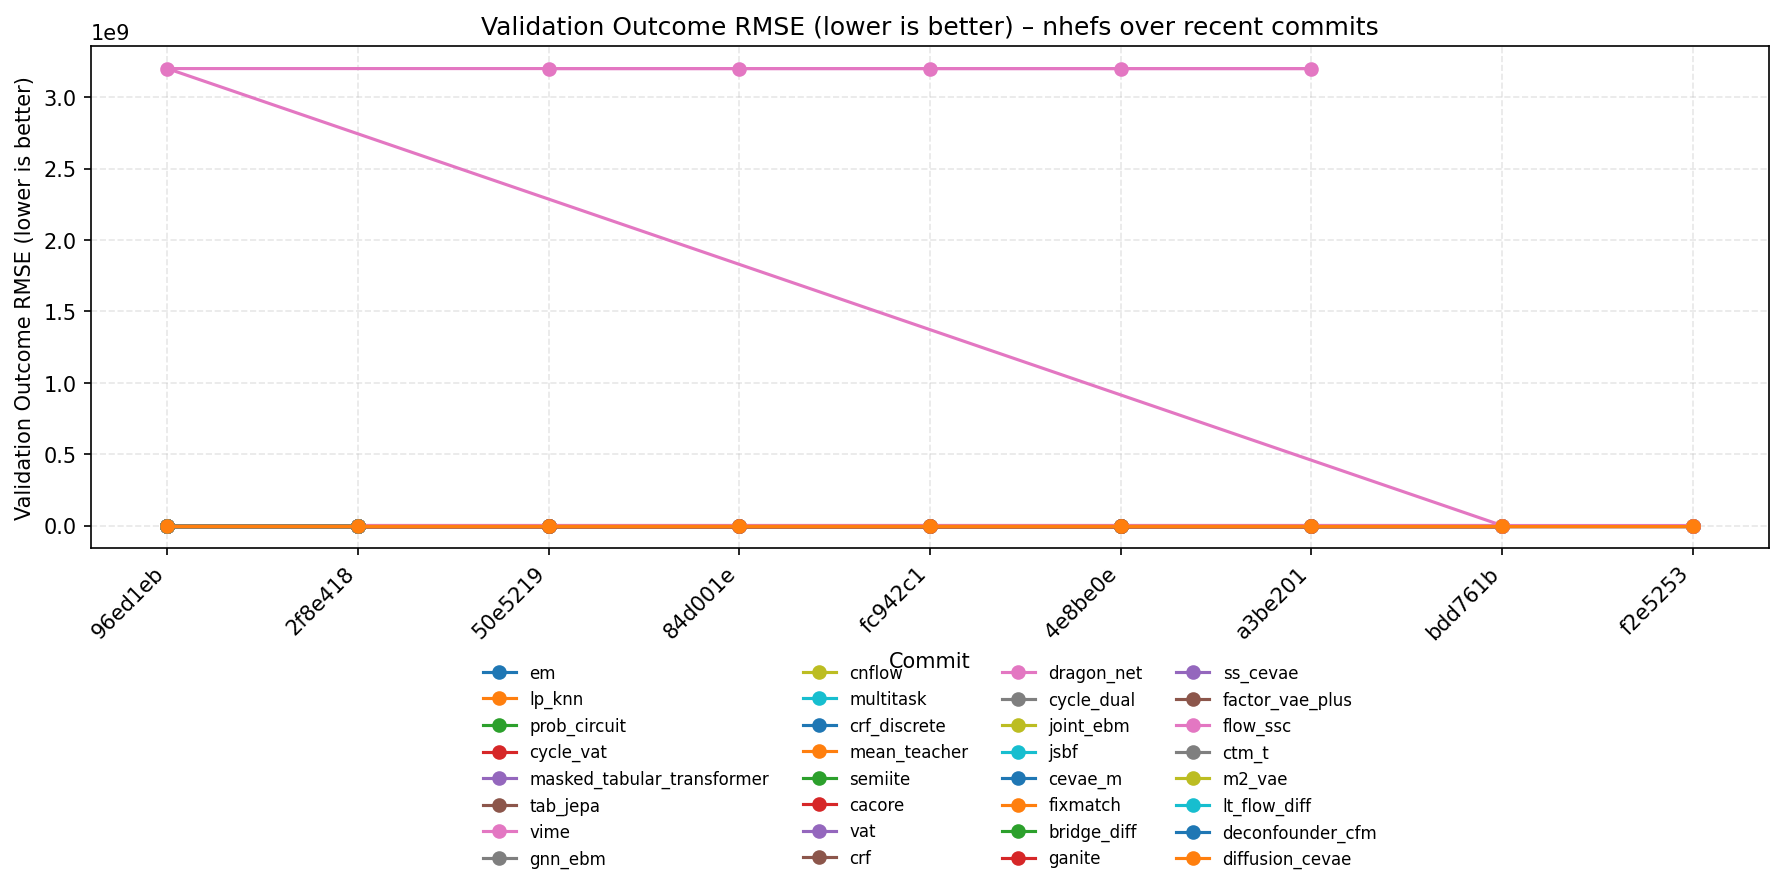 Validation Outcome RMSE (lower is better) – nhefs over recent commits
1e9
Validation Outcome RMSE (lower is better)
3.0
2.5
2.0
1.5
1.0
0.5
0.0
96ed1eb
2f8e418
50e5219
84d001e
fc942c1
4e8be0e
a3be201
bdd761b
f2e5253
Commit
em
lp_knn
prob_circuit
cycle_vat
masked_tabular_transformer
tab_jepa
vime
gnn_ebm
cnflow
multitask
crf_discrete
mean_teacher
semiite
cacore
vat
crf
dragon_net
cycle_dual
joint_ebm
jsbf
cevae_m
fixmatch
bridge_diff
ganite
ss_cevae
factor_vae_plus
flow_ssc
ctm_t
m2_vae
lt_flow_diff
deconfounder_cfm
diffusion_cevae